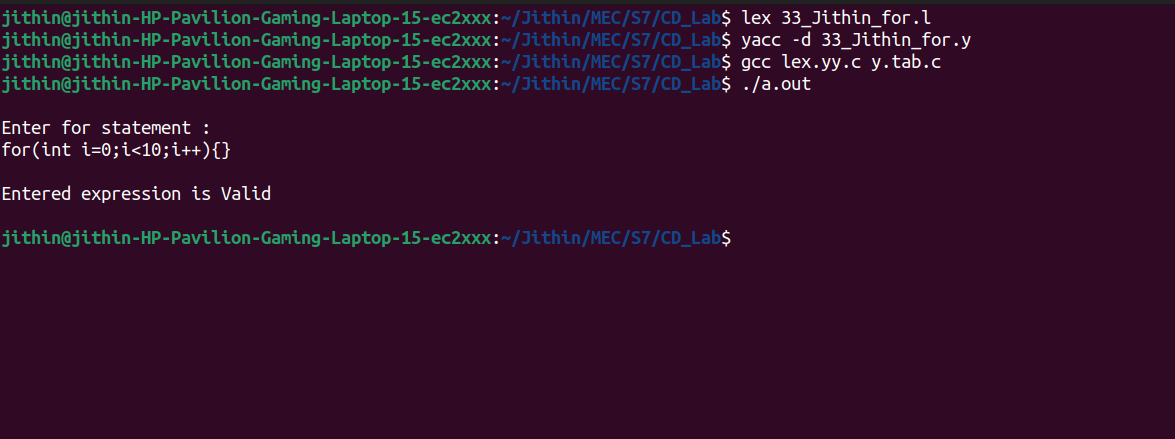 jithin@jithin-HP-Pavilion-Gaming-Laptop-15-ec2xxx:~/Jithin/MEC/S7/CD_Lab$ lex 33_Jithin_for.l
jithin@jithin-HP-Pavilion-Gaming-Laptop-15-ec2xxx:~/Jithin/MEC/S7/CD_Lab$ yacc -d 33_Jithin_for.y
jithin@jithin-HP-Pavilion-Gaming-Laptop-15-ec2xxx:~/Jithin/MEC/S7/CD_Lab$ gcc lex.yy.c y.tab.c
jithin@jithin-HP-Pavilion-Gaming-Laptop-15-ec2xxx:~/Jithin/MEC/S7/CD_Lab$ ./a.out
Enter for statement :
for(int i=0;i<10;i++){}
Entered expression is Valid
jithin@jithin-HP-Pavilion-Gaming-Laptop-15-ec2xxx:~/Jithin/MEC/S7/CD_Lab$